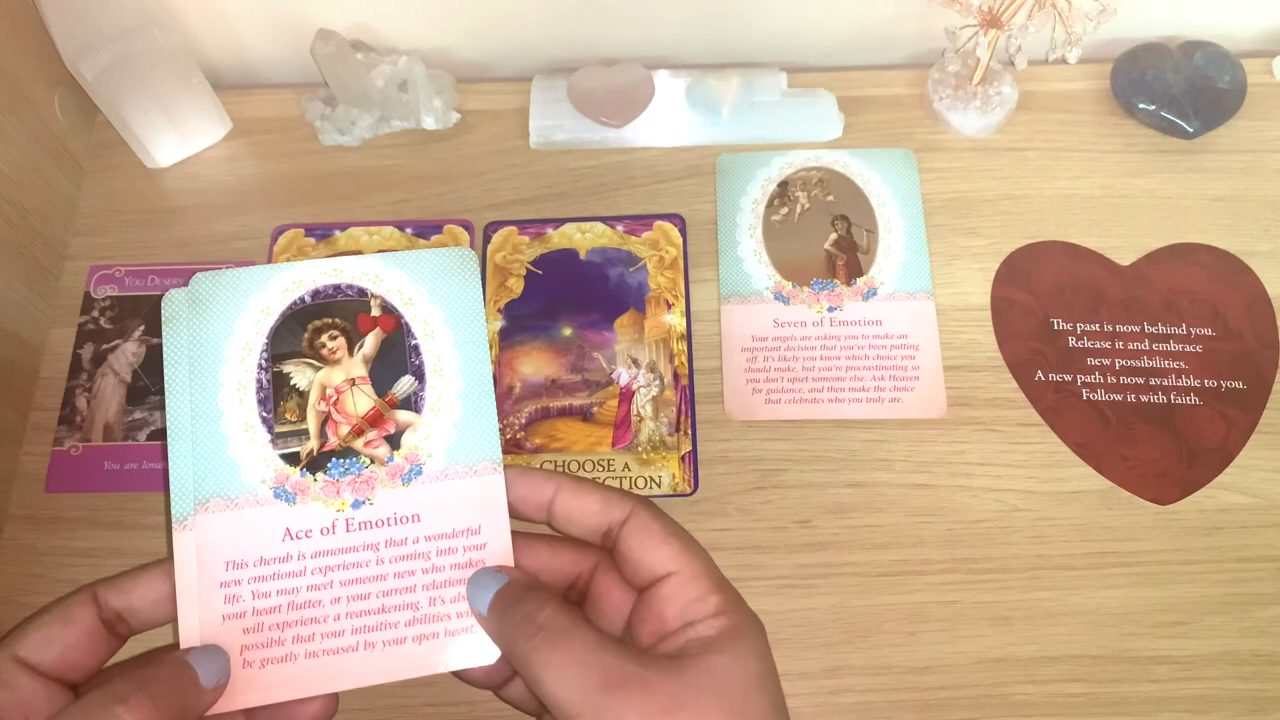 You Deserv
You are lovab
Ace of Emotion
This cherub is announcing that a wonderful
new emotional experience is coming into your
life. You may meet someone new who makes
your heart flutter, or your current relation
will experience a reawakening. It's also
possible that your intuitive abilities wi
be greatly increased by your open heart.
CHOOSE A
ECTION
Seven of Emotion
Your angels are asking you to make an
important decision that you've been putting
off. It's likely you know which choice you
should make, but you're procrastinating so
you don't upset someone else. Ask Heaven
for guidance, and then make the choice
that celebrates who you truly are.
The past is now behind you.
Release it and embrace
new possibilities.
A new path is now available to you.
Follow it with faith.